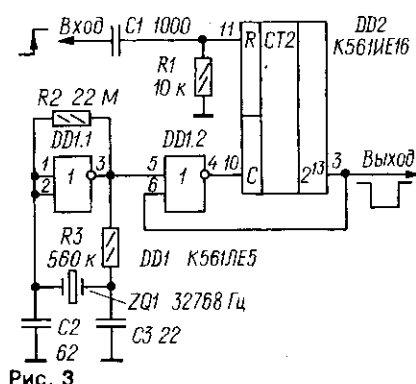 Вход C1 1000
11 R CT2 DD2 К561ИЕ16
R1 10 к
R2 22 М
DD1.1
1 2 1 3
DD1.2
5 6 1 4
10 C 2¹³ 3
Выход
R3 560 к
DD1 К561ЛЕ5
ZQ1 32768 Гц
C2 62
C3 22
Рис. 3